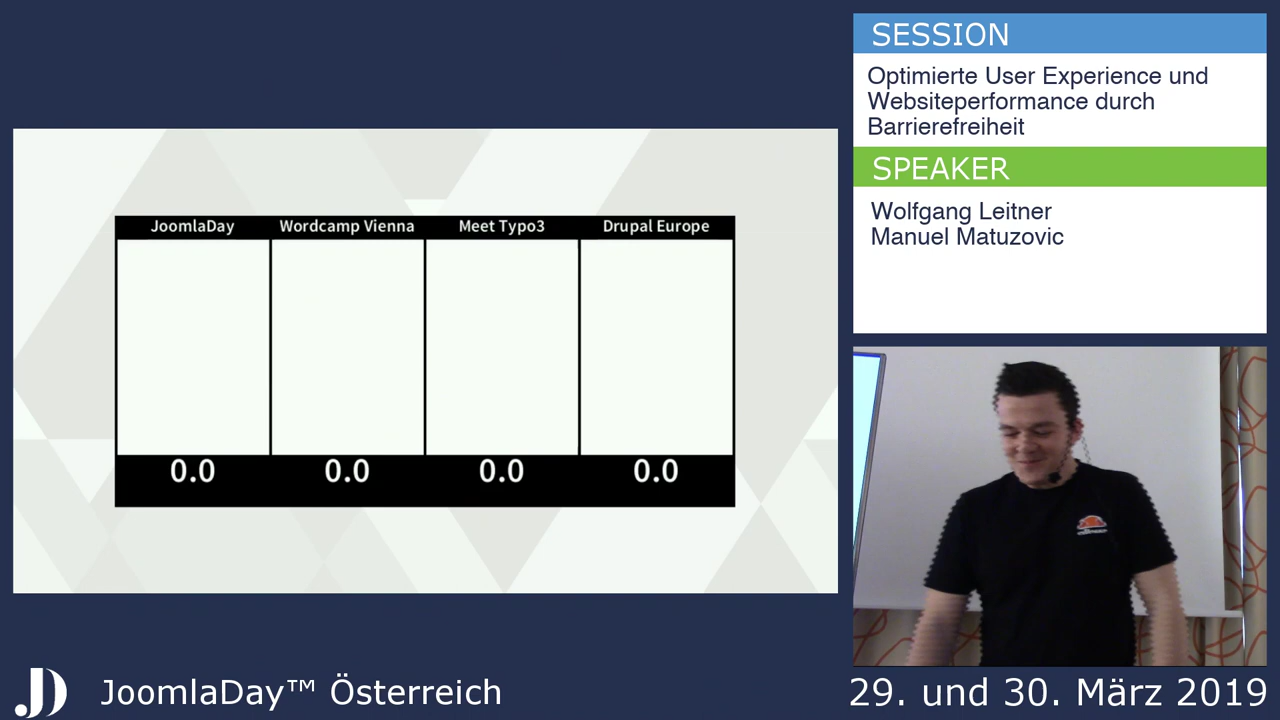 SESSION
Optimierte User Experience und
Websiteperformance durch
Barrierefreiheit
SPEAKER
Wolfgang Leitner
Manuel Matuzovic
JoomlaDay Wordcamp Vienna Meet Typo3 Drupal Europe
0.0 0.0 0.0 0.0
JoomlaDay™ Österreich
29. und 30. März 2019